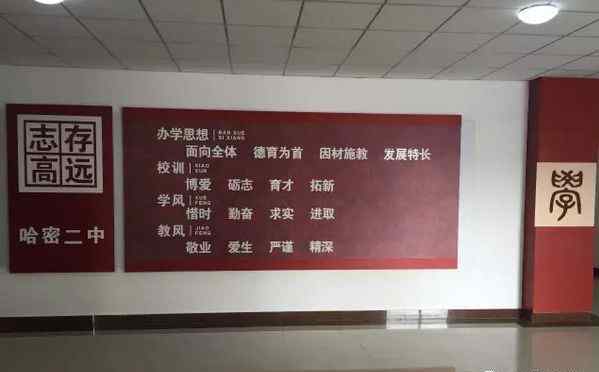 志存
高远
哈密二中
办学思想 BAN XUE SI XIANG
面向全体 德育为首 因材施教 发展特长
校训 XIAO XUN
博爱 砺志 育才 拓新
学风 XUE FENG
惜时 勤奋 求实 进取
教风 JIAO FENG
敬业 爱生 严谨 精深
學